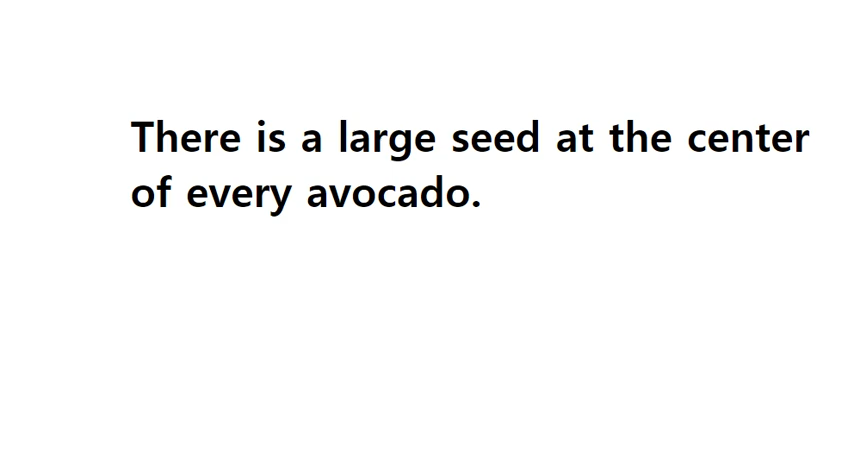 There is a large seed at the center
of every avocado.